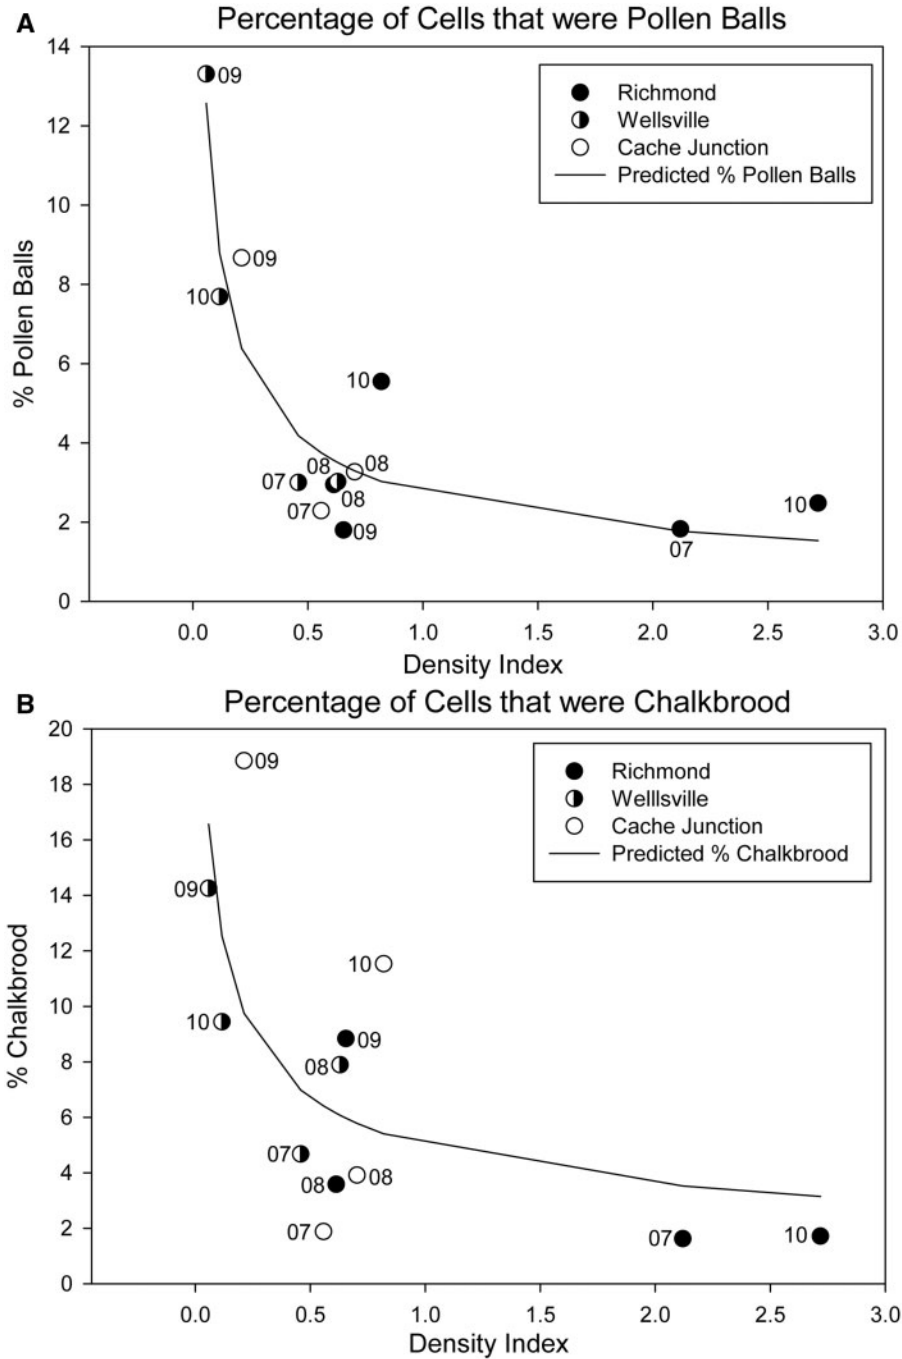 A
Percentage of Cells that were Pollen Balls
14
12
10
8
6
4
2
0
% Pollen Balls
Richmond
Wellsville
Cache Junction
Predicted % Pollen Balls
09
09
10
10
08
08
07
08
07
09
10
07
0.0 0.5 1.0 1.5 2.0 2.5 3.0
Density Index
B
Percentage of Cells that were Chalkbrood
20
18
16
14
12
10
8
6
4
2
0
% Chalkbrood
Richmond
Welllsville
Cache Junction
Predicted % Chalkbrood
09
09
10
10
09
08
07
08
08
07
07
10
0.0 0.5 1.0 1.5 2.0 2.5 3.0
Density Index